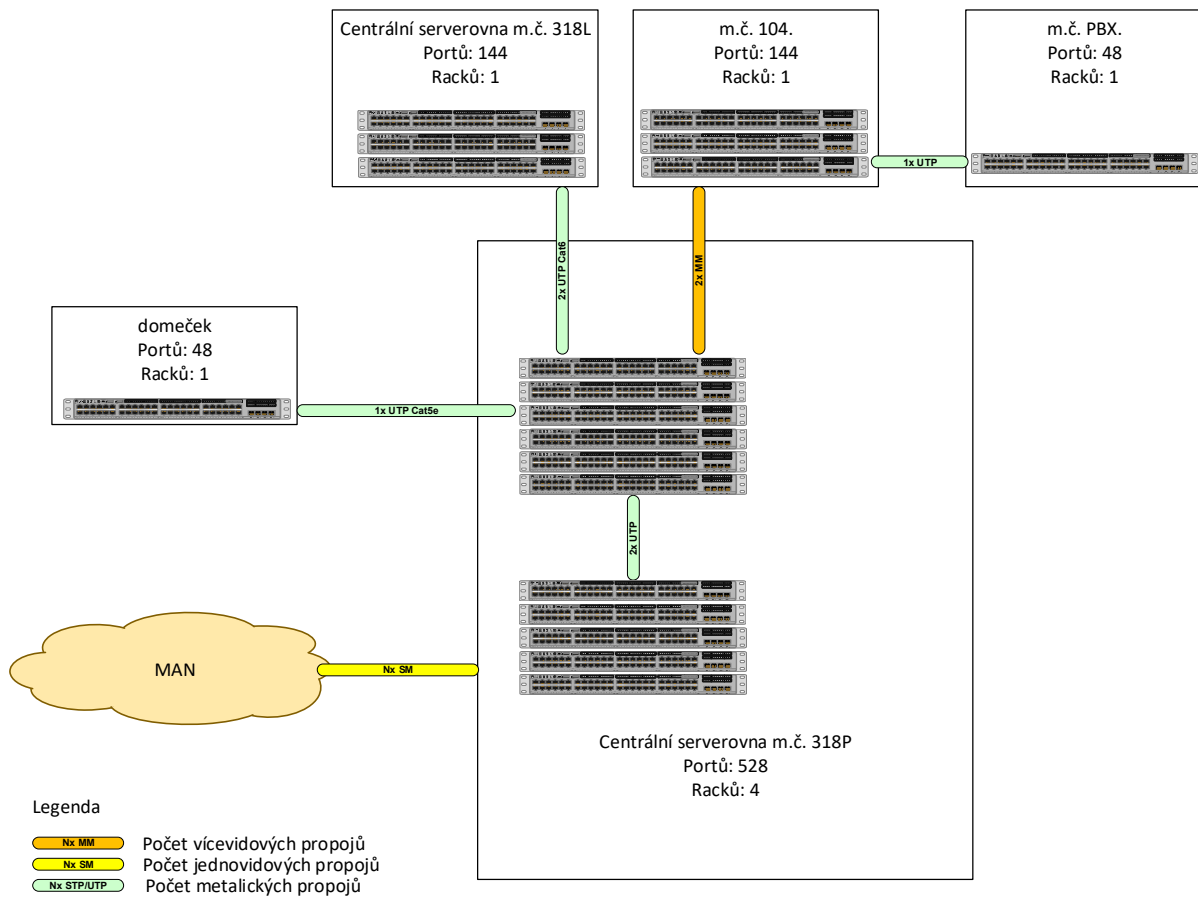 Centrální serverovna m.č. 318L
Portů: 144
Racků: 1
m.č. 104.
Portů: 144
Racků: 1
m.č. PBX.
Portů: 48
Racků: 1
1x UTP
2x UTP Cat6
2x MM
domeček
Portů: 48
Racků: 1
1x UTP Cat5e
2x UTP
MAN
Nx SM
Centrální serverovna m.č. 318P
Portů: 528
Racků: 4
Legenda
Nx MM Počet vícevidových propojů
Nx SM Počet jednovidových propojů
Nx STP/UTP Počet metalických propojů